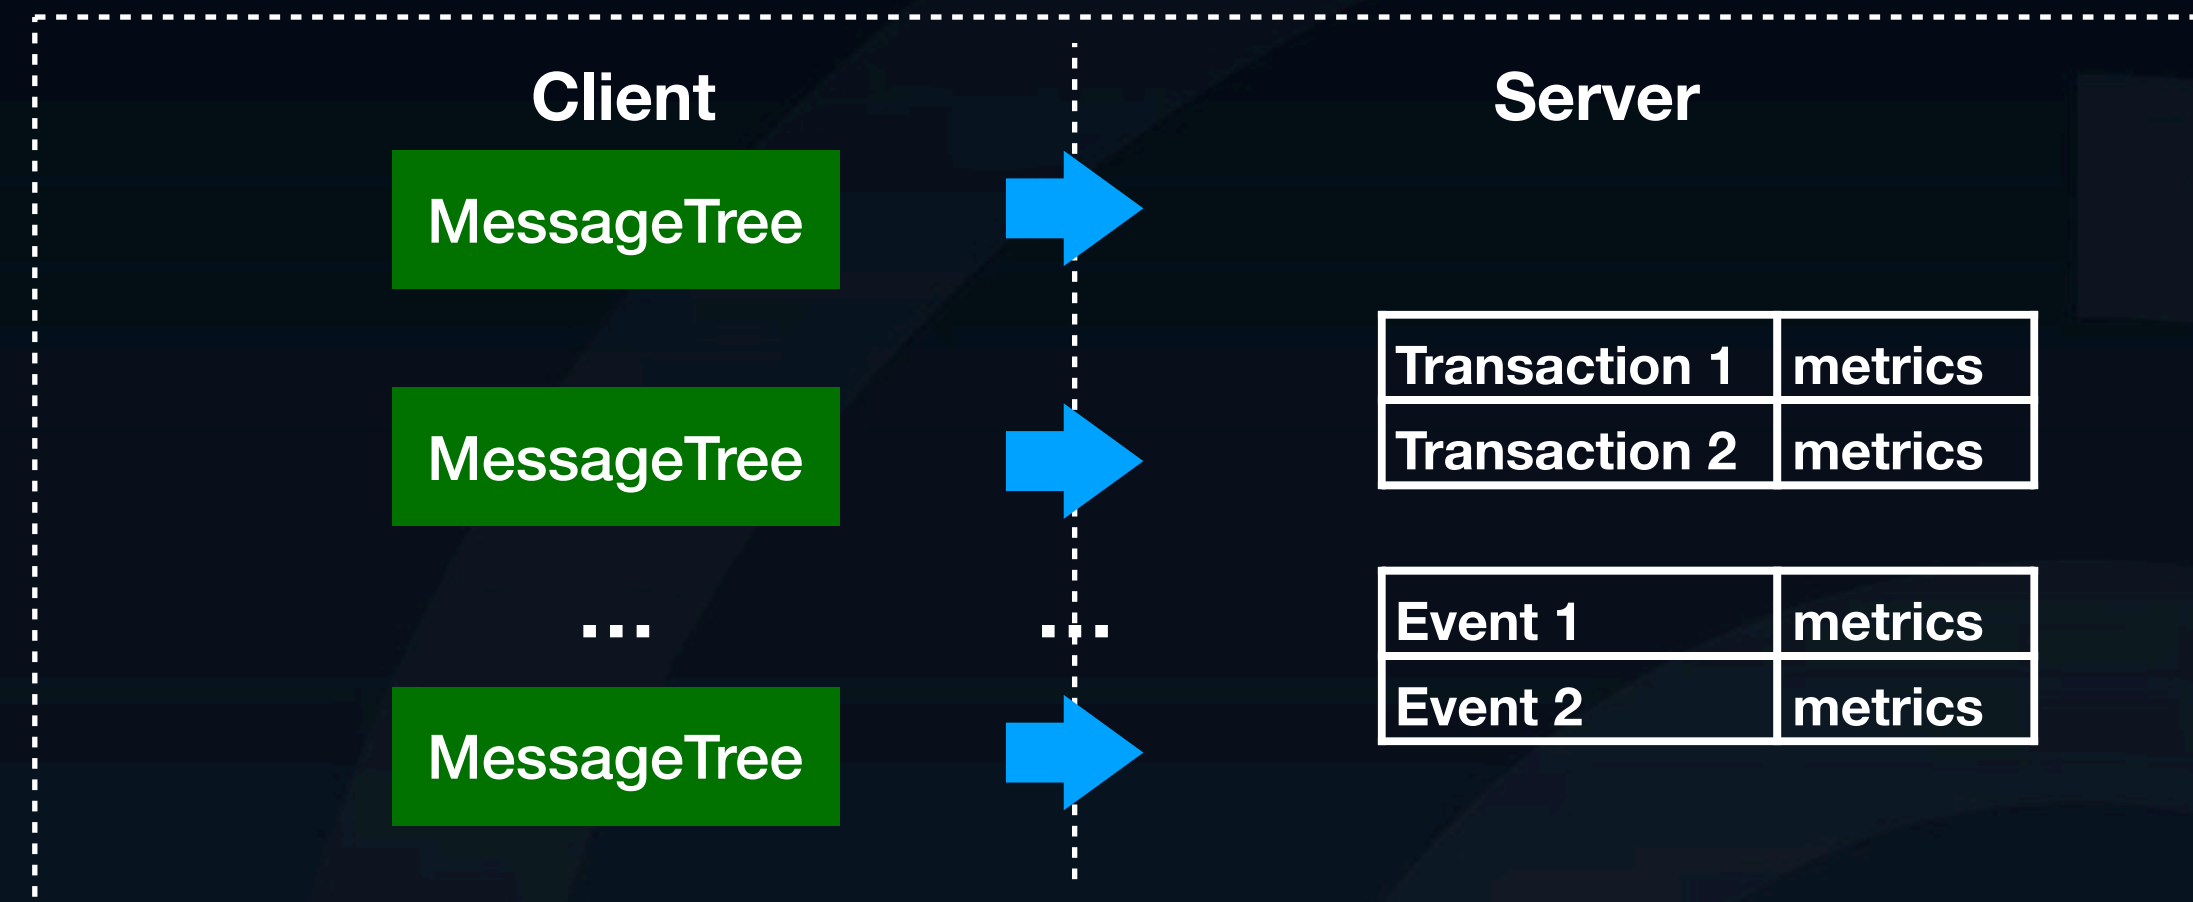 Client
Server
MessageTree
MessageTree
...
...
MessageTree
Transaction 1 metrics
Transaction 2 metrics
Event 1 metrics
Event 2 metrics